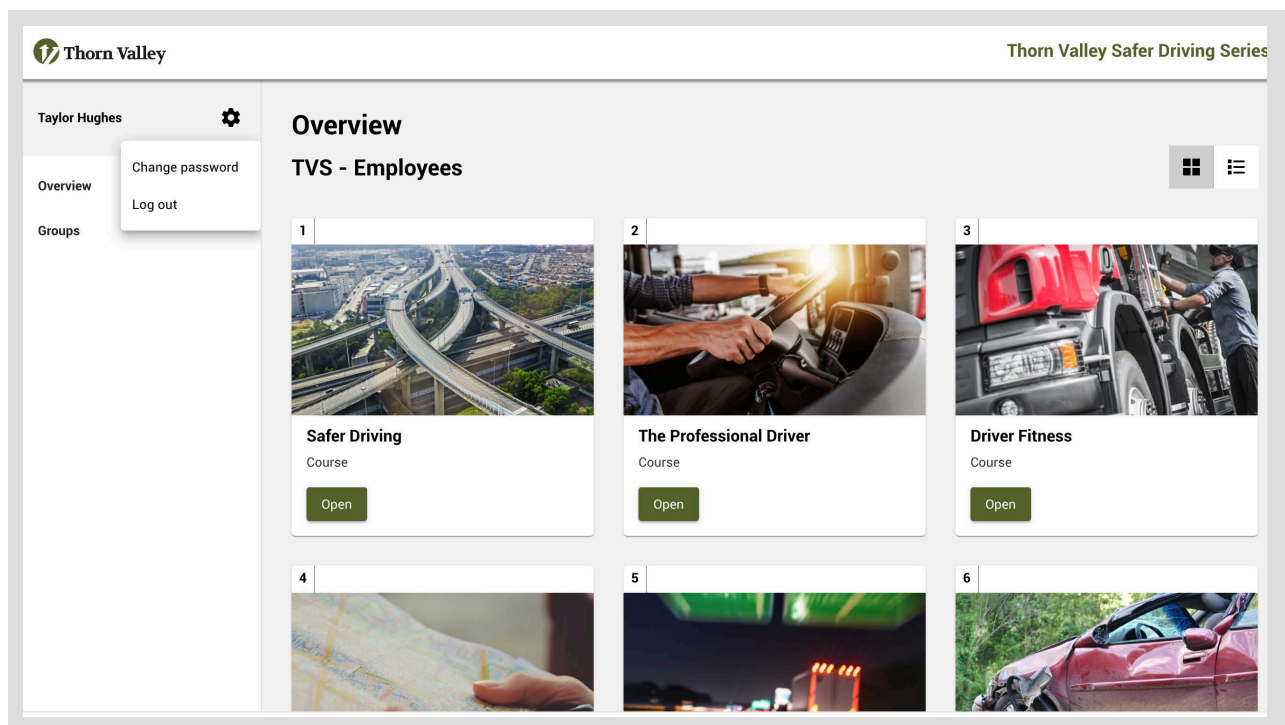 Thorn Valley
Thorn Valley Safer Driving Series
Taylor Hughes
Change password
Log out
Overview
Groups
Overview
TVS - Employees
1
2
3
Safer Driving
The Professional Driver
Driver Fitness
Course
Course
Course
Open
Open
Open
4
5
6